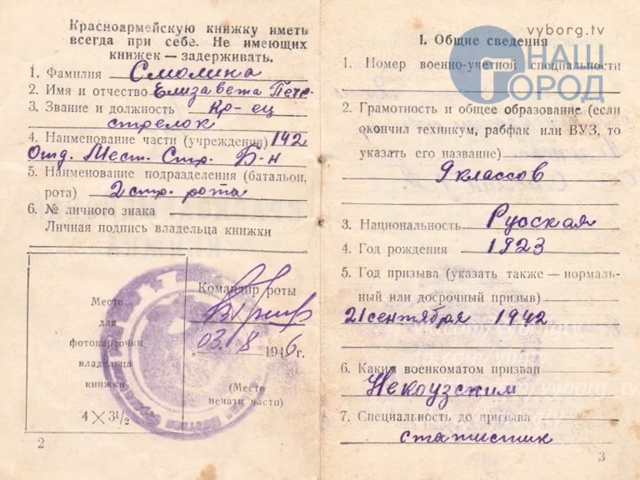 Красноармейскую книжку иметь
всегда при себе. Не имеющих
книжек — задерживать.
1. Фамилия Смолина
2. Имя и отчество Елизавета Петр.
3. Звание и должность кр-ец
стрелок
4. Наименование части (учреждения) 142
Отд. Мест. Стр. Б-н
5. Наименование подразделения (батальон,
рота) 2 стр. рота
6. № личного знака
Личная подпись владельца книжки
Место
для
фотокарточки
владельца
книжки
4 × 3½
Командир роты
03. 8 1946г.
(Место
печати части)
2
vyborg.tv
НАШ
ГОРОД
I. Общие сведения
1. Номер военно-учетной специальности
2. Грамотность и общее образование (если
окончил техникум, рабфак или ВУЗ, то
указать его название)
9 классов
3. Национальность Русская
4. Год рождения 1923
5. Год призыва (указать также — нормаль-
ный или досрочный призыв)
21 сентября 1942
6. Каким военкоматом призван
Некоузским
7. Специальность до призыва
статистик
3